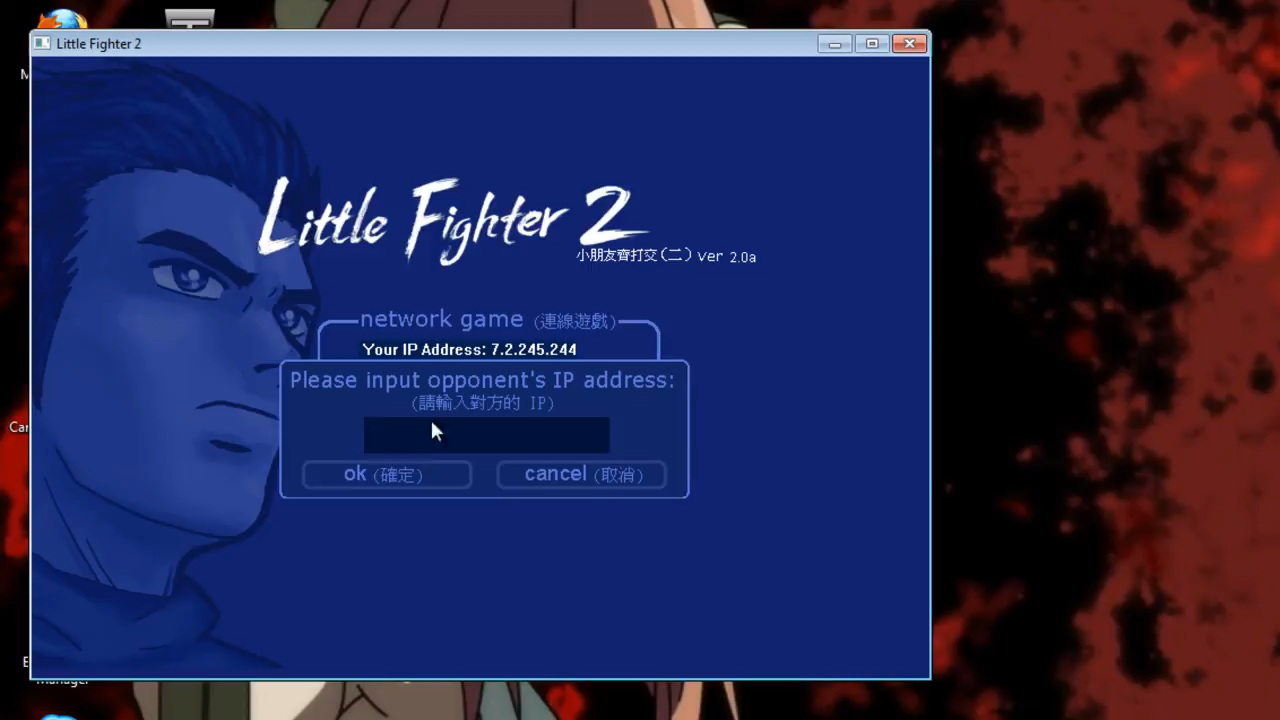 Little Fighter 2
Little Fighter 2
小朋友齊打交(二) Ver 2.0a
network game (連線遊戲)
Your IP Address: 7.2.245.244
Please input opponent's IP address:
(請輸入對方的 IP)
ok (確定)
cancel (取消)
Manager